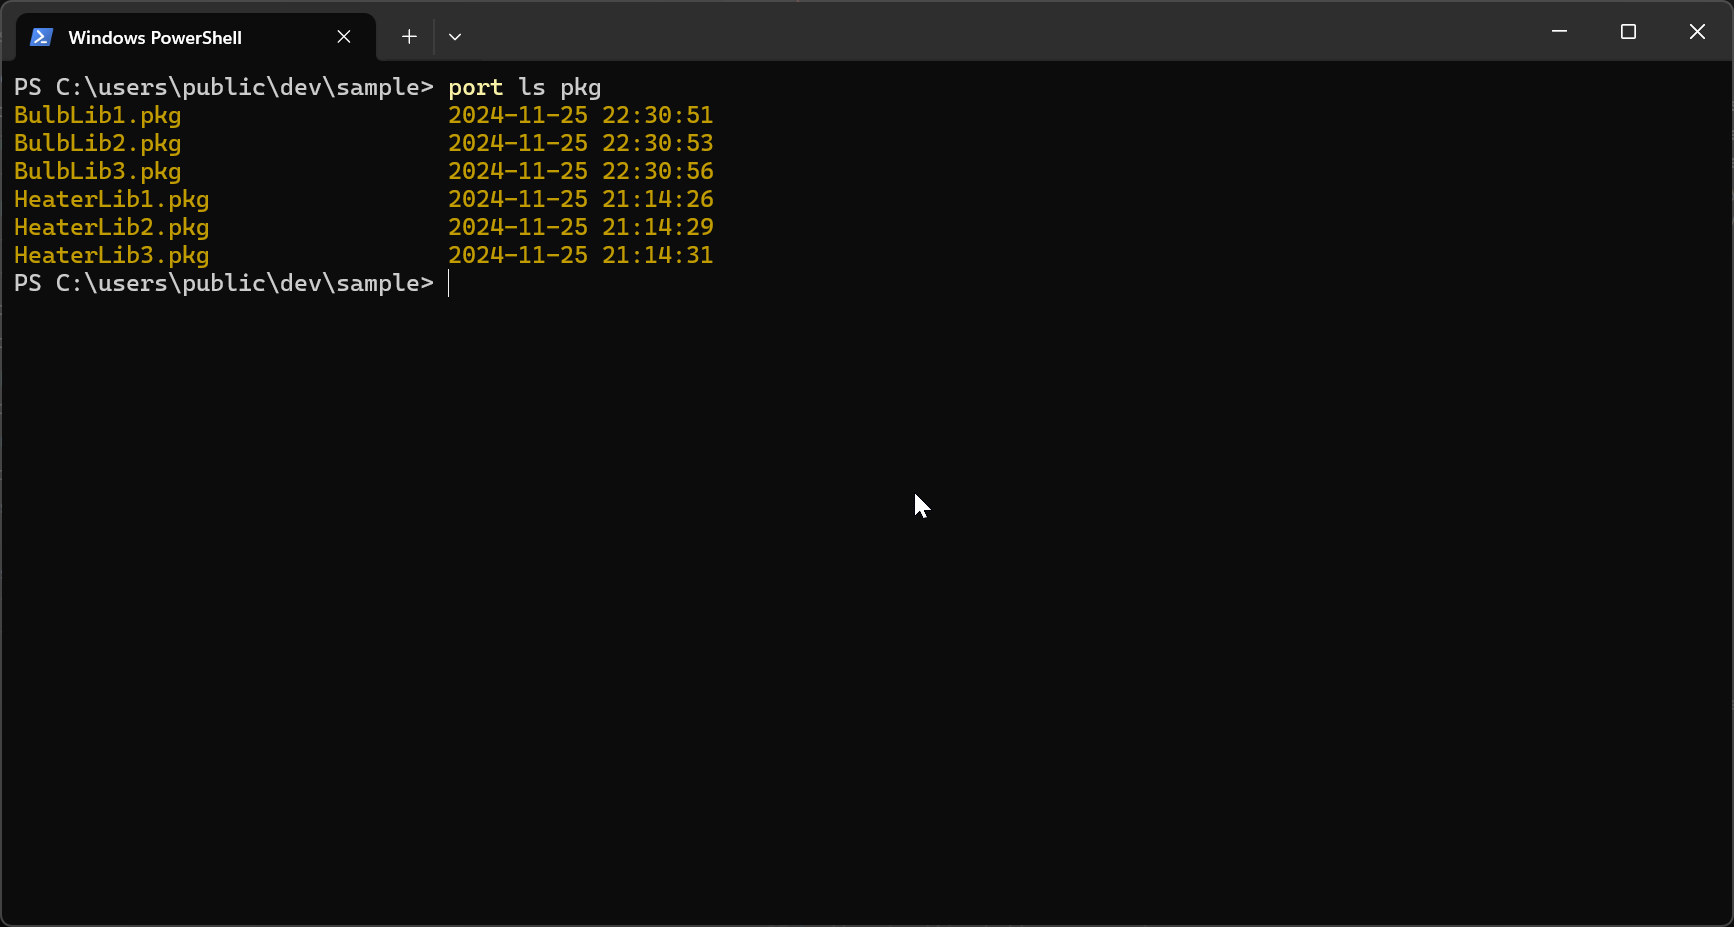 Windows PowerShell
PS C:\users\public\dev\sample> port ls pkg
BulbLib1.pkg 2024-11-25 22:30:51
BulbLib2.pkg 2024-11-25 22:30:53
BulbLib3.pkg 2024-11-25 22:30:56
HeaterLib1.pkg 2024-11-25 21:14:26
HeaterLib2.pkg 2024-11-25 21:14:29
HeaterLib3.pkg 2024-11-25 21:14:31
PS C:\users\public\dev\sample>